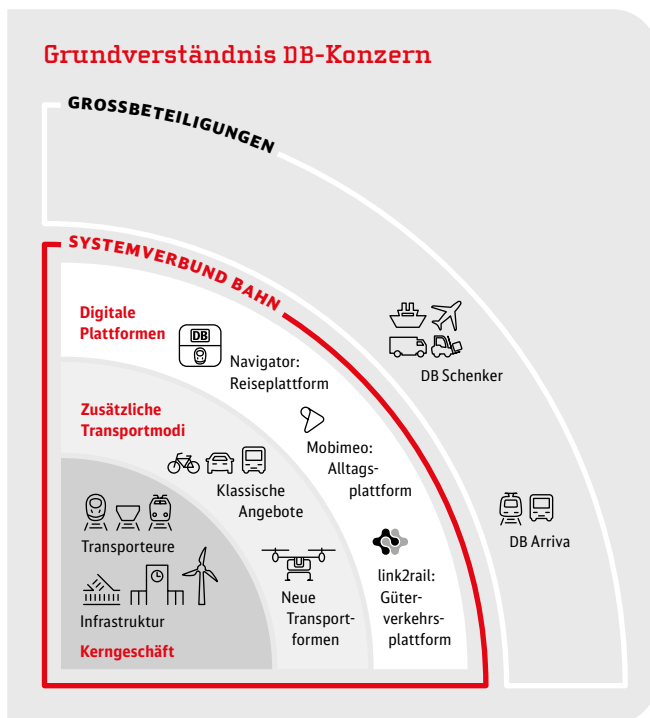 Grundverständnis DB-Konzern
GROSSBETEILIGUNGEN
SYSTEMVERBUND BAHN
Digitale
Plattformen
DB
Navigator:
Reiseplattform
DB Schenker
Zusätzliche
Transportmodi
Mobimeo:
Alltags-
plattform
Klassische
Angebote
DB Arriva
Transporteure
link2rail:
Güter-
verkehrs-
plattform
Neue
Transport-
formen
Infrastruktur
Kerngeschäft